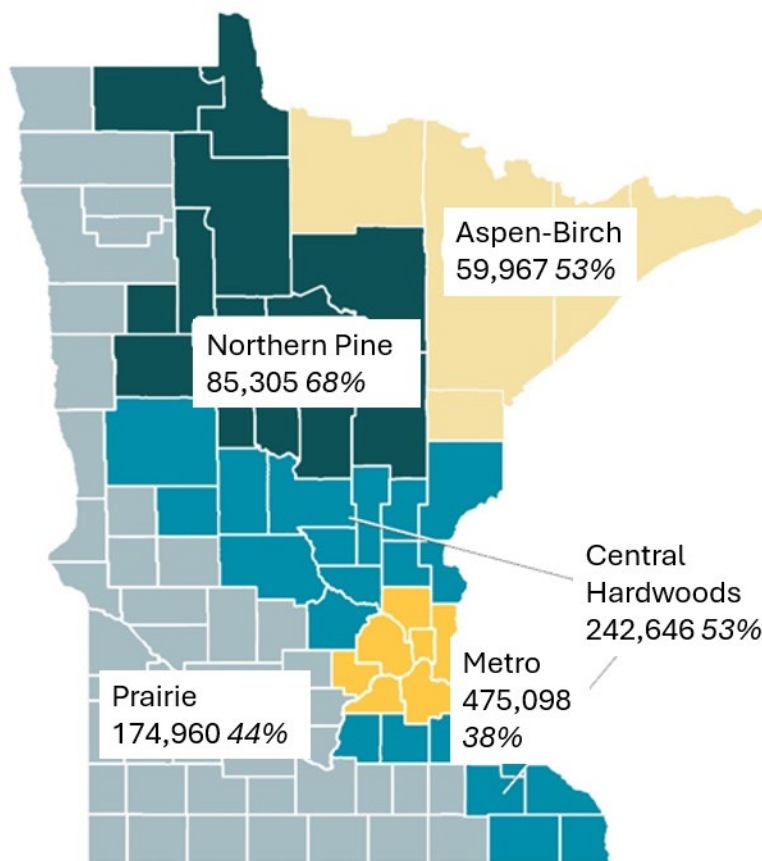 Aspen-Birch
59,967 53%
Northern Pine
85,305 68%
Central
Hardwoods
242,646 53%
Metro
475,098
38%
Prairie
174,960 44%